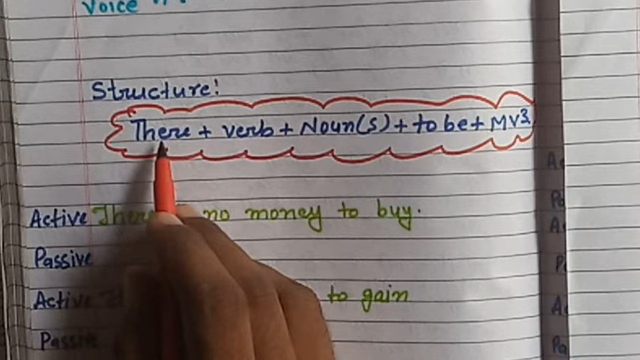 Voice
Structure!
There + verb + Noun(s) + to be + MV3
Active There no money to buy.
Passive
Active to gain
Passive